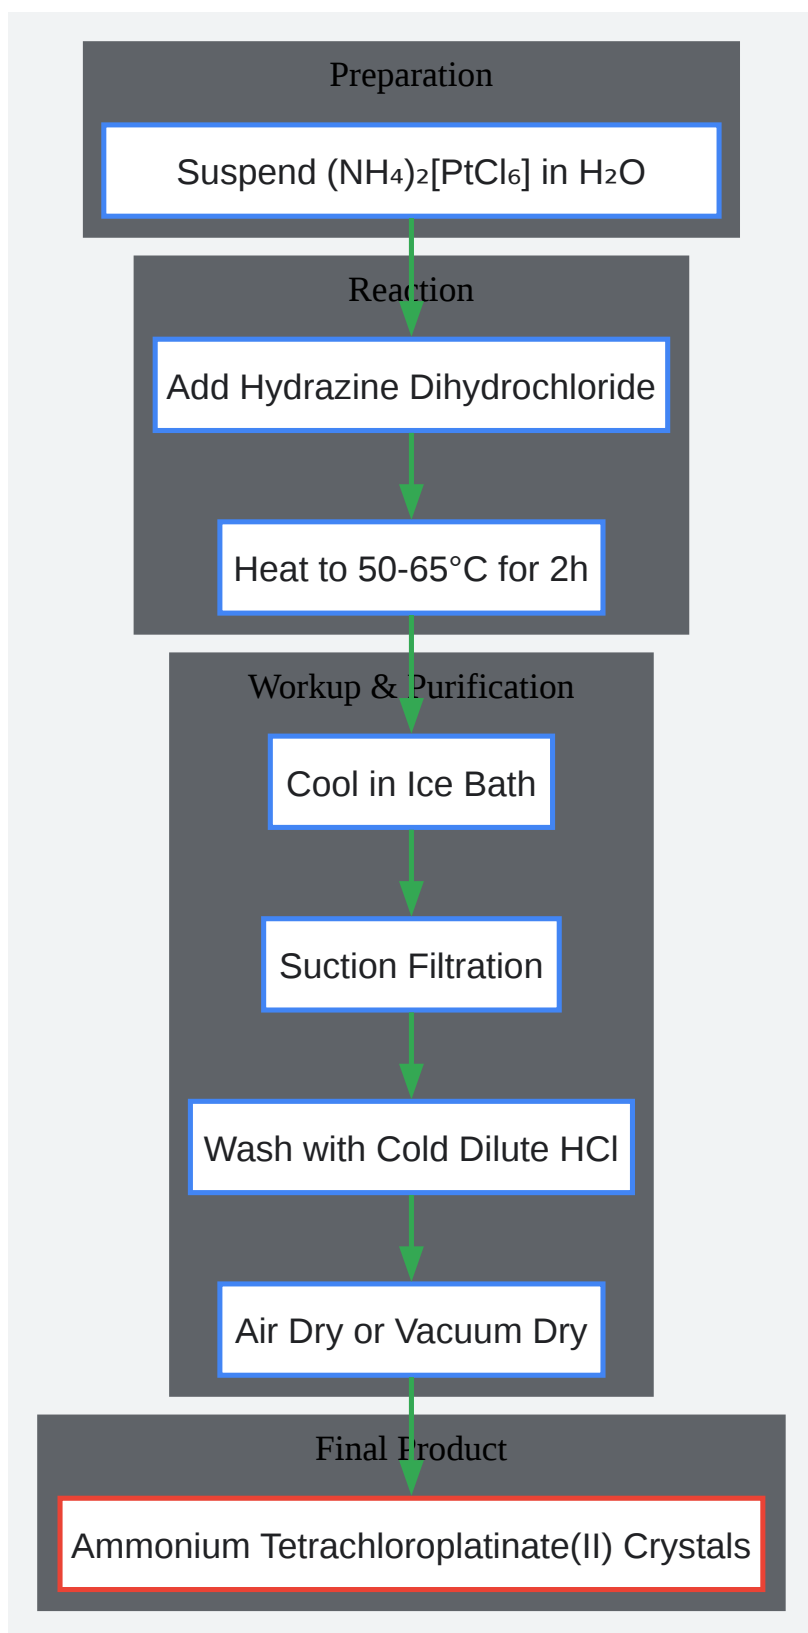 Preparation
Suspend (NH₄)₂[PtCl₆] in H₂O
Reaction
Add Hydrazine Dihydrochloride
Heat to 50-65°C for 2h
Workup & Purification
Cool in Ice Bath
Suction Filtration
Wash with Cold Dilute HCl
Air Dry or Vacuum Dry
Final Product
Ammonium Tetrachloroplatinate(II) Crystals